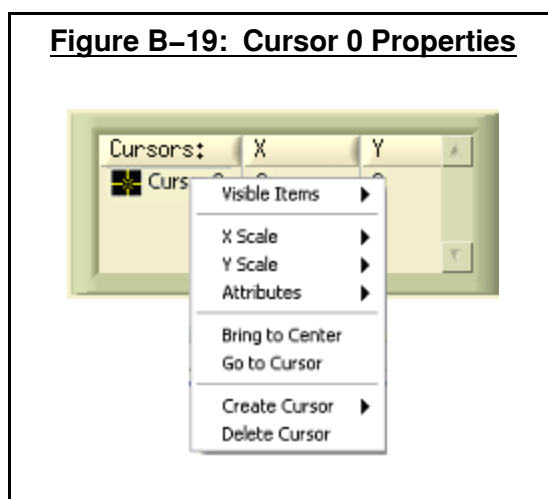 Figure B–19: Cursor 0 Properties
Cursors: X Y
Curs
Visible Items
X Scale
Y Scale
Attributes
Bring to Center
Go to Cursor
Create Cursor
Delete Cursor